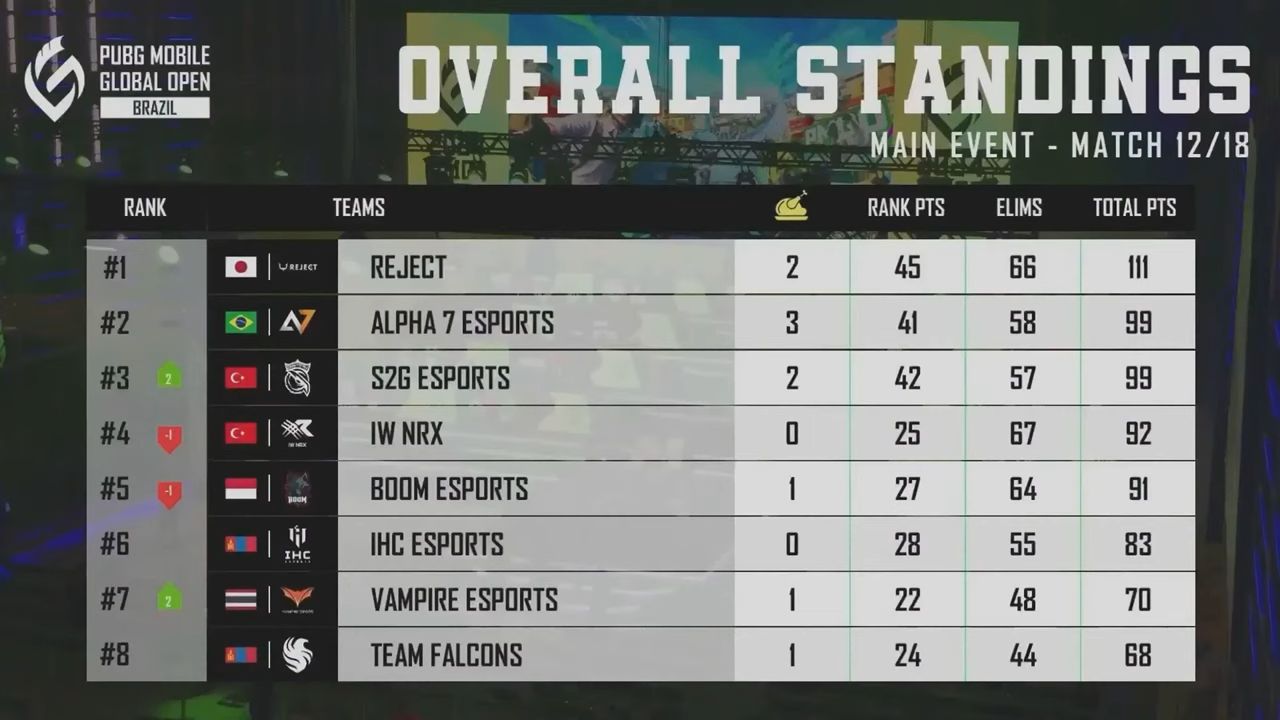 PUBG MOBILE
GLOBAL OPEN
BRAZIL
OVERALL STANDINGS
MAIN EVENT - MATCH 12/18
RANK TEAMS RANK PTS ELIMS TOTAL PTS
#1 REJECT REJECT 2 45 66 111
#2 ALPHA 7 ESPORTS 3 41 58 99
#3 2 S2G ESPORTS 2 42 57 99
#4 -1 IW NRX IW NRX 0 25 67 92
#5 -1 BOOM BOOM ESPORTS 1 27 64 91
#6 IHC IHC ESPORTS 0 28 55 83
#7 2 VAMPIRE ESPORTS 1 22 48 70
#8 TEAM FALCONS 1 24 44 68